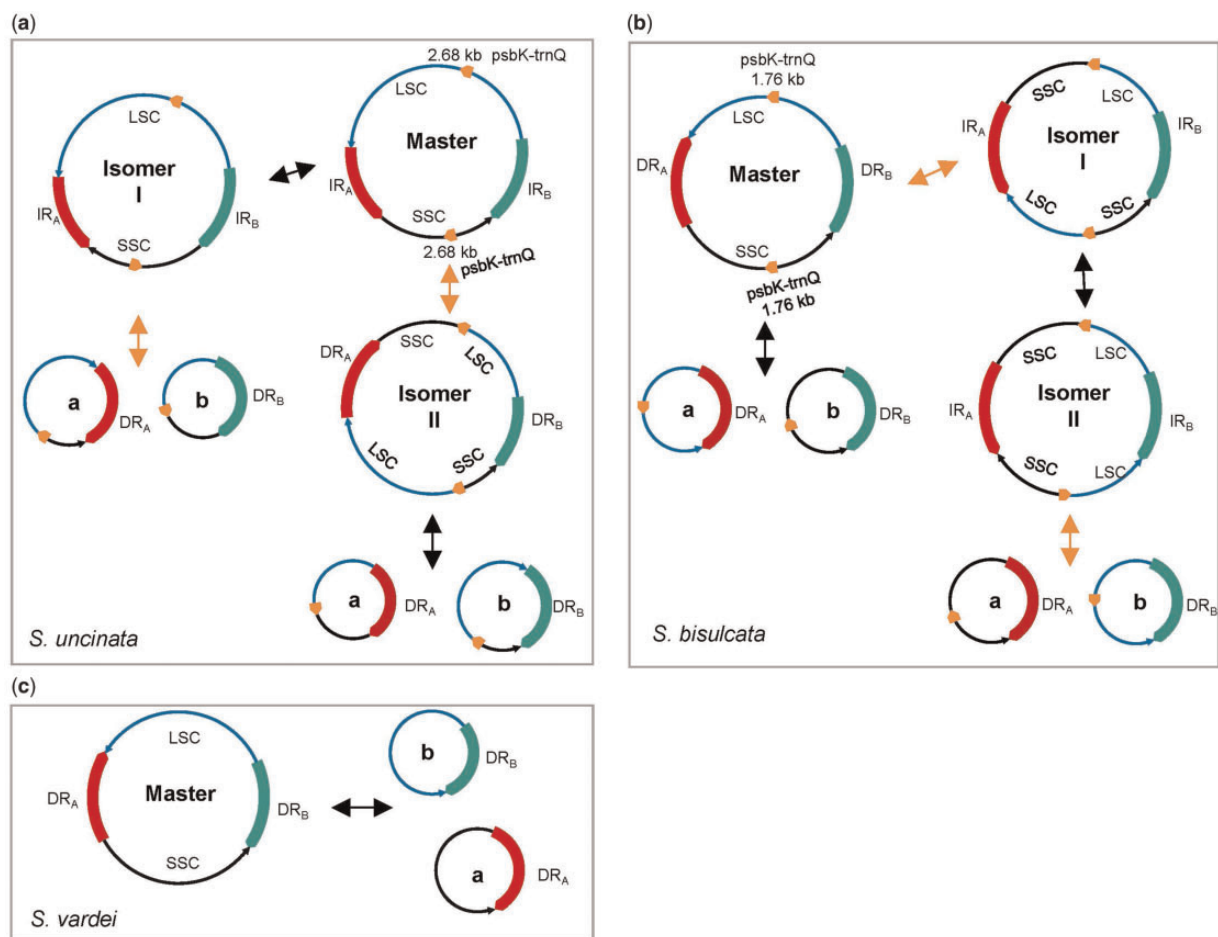 (a)
2.68 kb psbK-trnQ
LSC
Isomer
I
IRA
IRB
SSC
LSC
Master
IRA
IRB
SSC
2.68 kb
psbK-trnQ
a
DRA
b
DRB
SSC
LSC
DRA
Isomer
II
DRB
LSC
SSC
a
DRA
b
DRB
S. uncinata
(b)
psbK-trnQ
1.76 kb
LSC
DRA
Master
DRB
SSC
psbK-trnQ
1.76 kb
SSC
LSC
IRA
IRB
Isomer
I
LSC
SSC
a
DRA
b
DRB
SSC
LSC
Isomer
II
IRA
IRB
SSC
LSC
a
DRA
b
DRB
S. bisulcata
(c)
LSC
DRA
Master
DRB
SSC
b
DRB
a
DRA
S. vardei